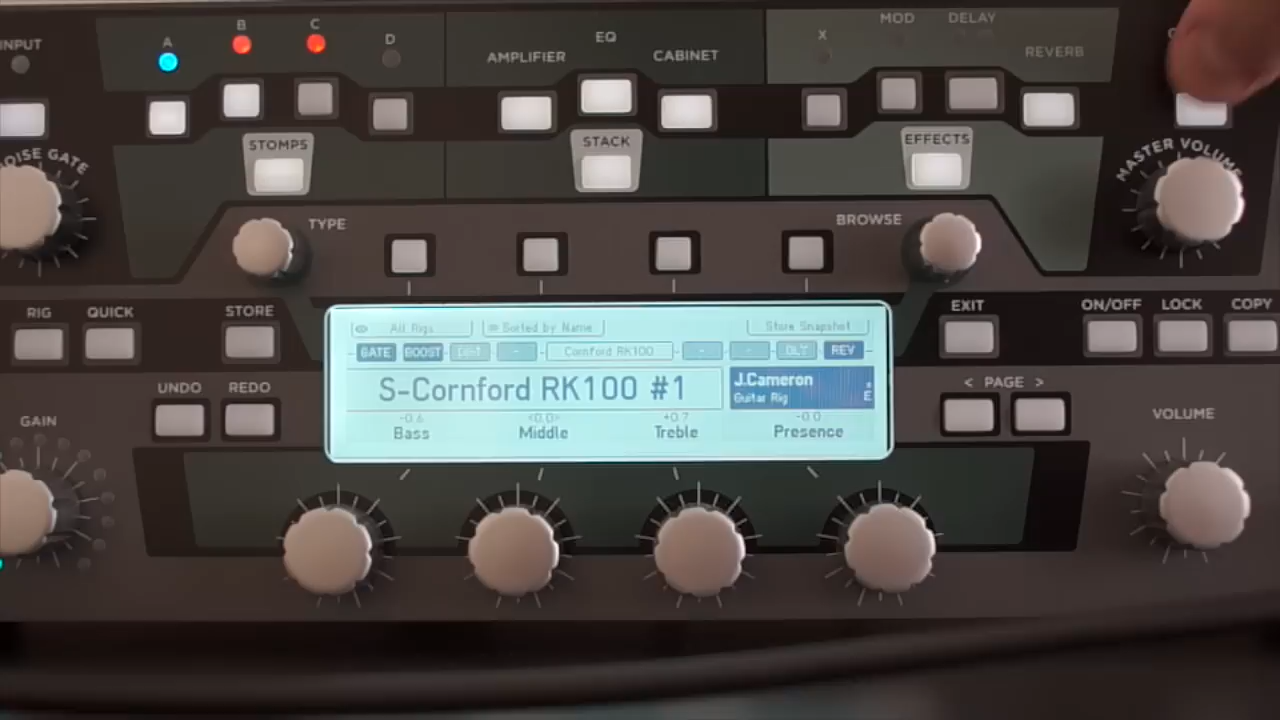 INPUT
A
B
C
D
AMPLIFIER
EQ
CABINET
X
MOD
DELAY
REVERB
NOISE GATE
STOMPS
STACK
EFFECTS
MASTER VOLUME
TYPE
BROWSE
RIG
QUICK
STORE
EXIT
ON/OFF
LOCK
COPY
All Rigs
Sorted by Name
Store Snapshot
GATE
BOOST
DIST
-
Cornford RK100
-
-
DLY
REV
S-Cornford RK100 #1
J.Cameron
Guitar Rig
-0.6
<0.0>
+0.7
-0.0
Bass
Middle
Treble
Presence
UNDO
REDO
< PAGE >
GAIN
VOLUME